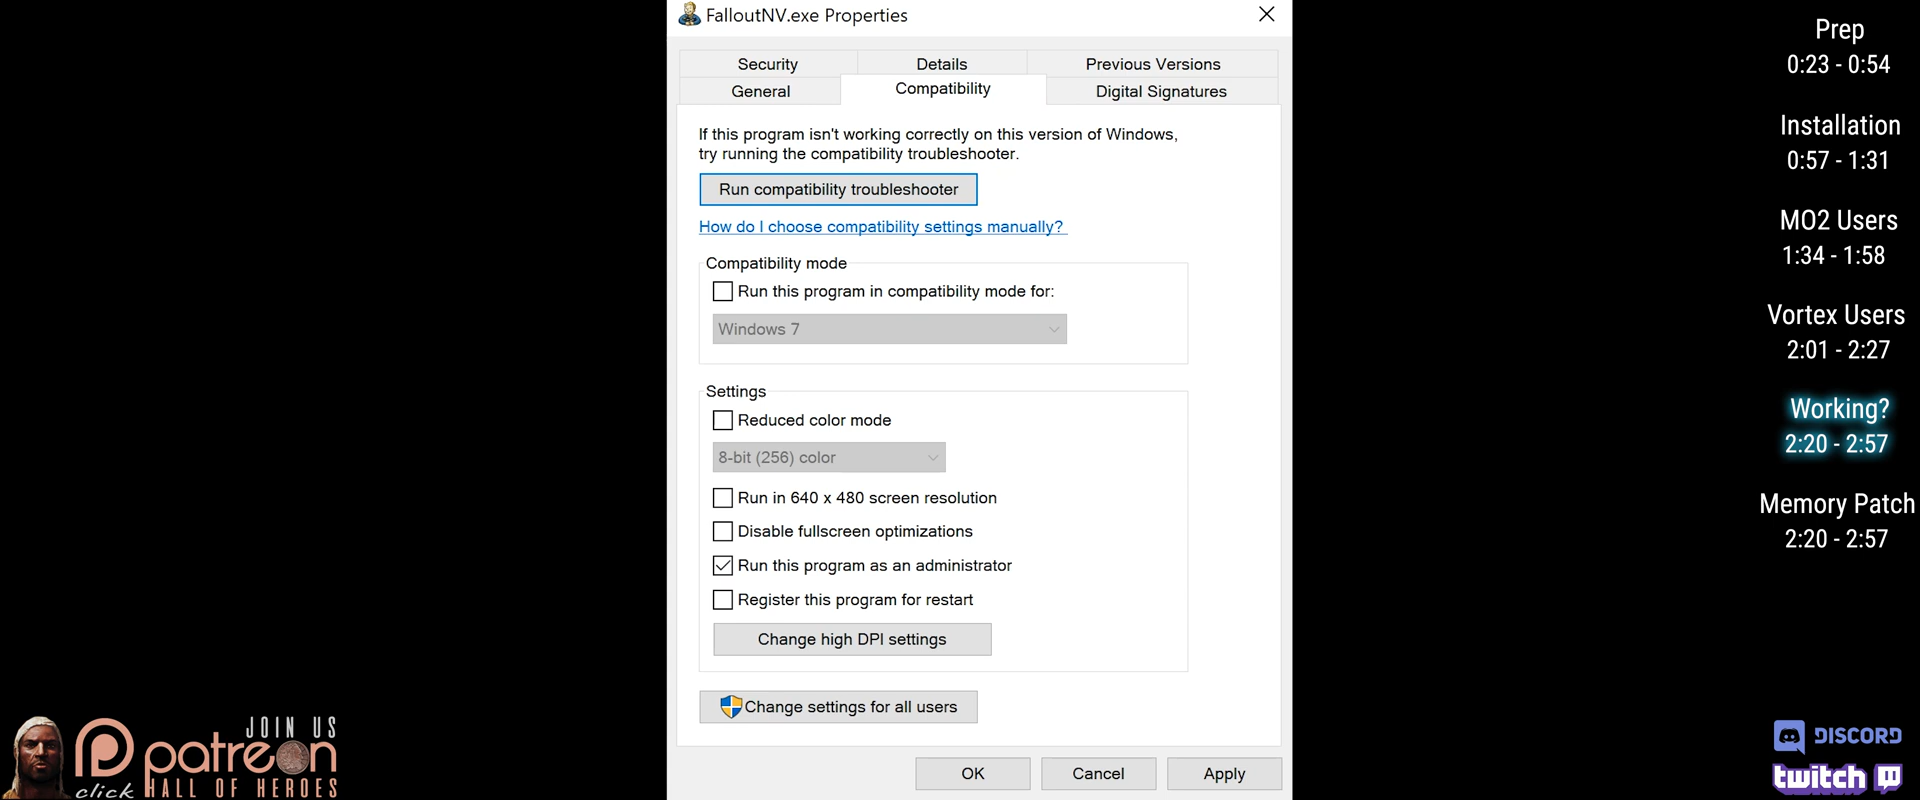 FalloutNV.exe Properties
Security
Details
Previous Versions
General
Compatibility
Digital Signatures
If this program isn't working correctly on this version of Windows,
try running the compatibility troubleshooter.
Run compatibility troubleshooter
How do I choose compatibility settings manually?
Compatibility mode
Run this program in compatibility mode for:
Windows 7
Settings
Reduced color mode
8-bit (256) color
Run in 640 x 480 screen resolution
Disable fullscreen optimizations
Run this program as an administrator
Register this program for restart
Change high DPI settings
Change settings for all users
OK
Cancel
Apply
Prep
0:23 - 0:54
Installation
0:57 - 1:31
MO2 Users
1:34 - 1:58
Vortex Users
2:01 - 2:27
Working?
2:20 - 2:57
Memory Patch
2:20 - 2:57
JOIN US
patreon
click HALL OF HEROES
DISCORD
twitch